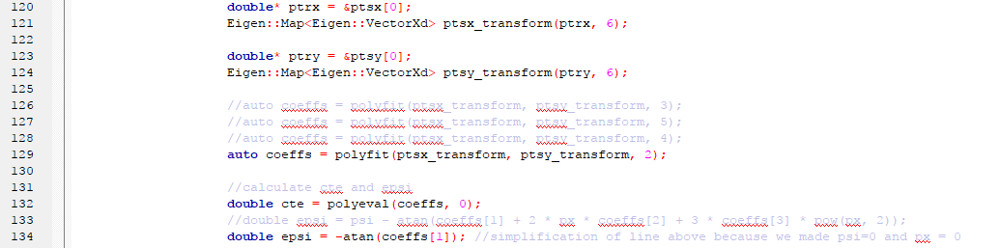 120 double* ptrx = &ptsx[0];
121 Eigen::Map<Eigen::VectorXd> ptsx_transform(ptrx, 6);
122
123 double* ptry = &ptsy[0];
124 Eigen::Map<Eigen::VectorXd> ptsy_transform(ptry, 6);
125
126 //auto coeffs = polyfit(ptsx_transform, ptsy_transform, 3);
127 //auto coeffs = polyfit(ptsx_transform, ptsy_transform, 5);
128 //auto coeffs = polyfit(ptsx_transform, ptsy_transform, 4);
129 auto coeffs = polyfit(ptsx_transform, ptsy_transform, 2);
130
131 //calculate cte and epsi
132 double cte = polyeval(coeffs, 0);
133 //double epsi = psi - atan(coeffs[1] + 2 * px * coeffs[2] + 3 * coeffs[3] * pow(px, 2));
134 double epsi = -atan(coeffs[1]); //simplification of line above because we made psi=0 and px = 0